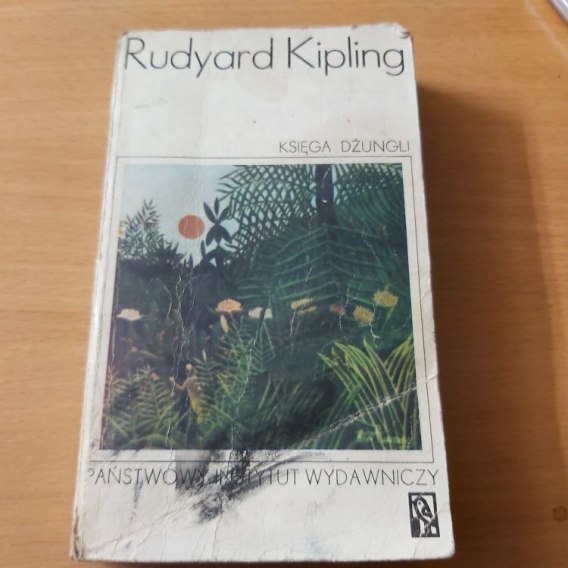 Rudyard Kipling
KSIĘGA DŻUNGLI
PAŃSTWOWY INSTYTUT WYDAWNICZY